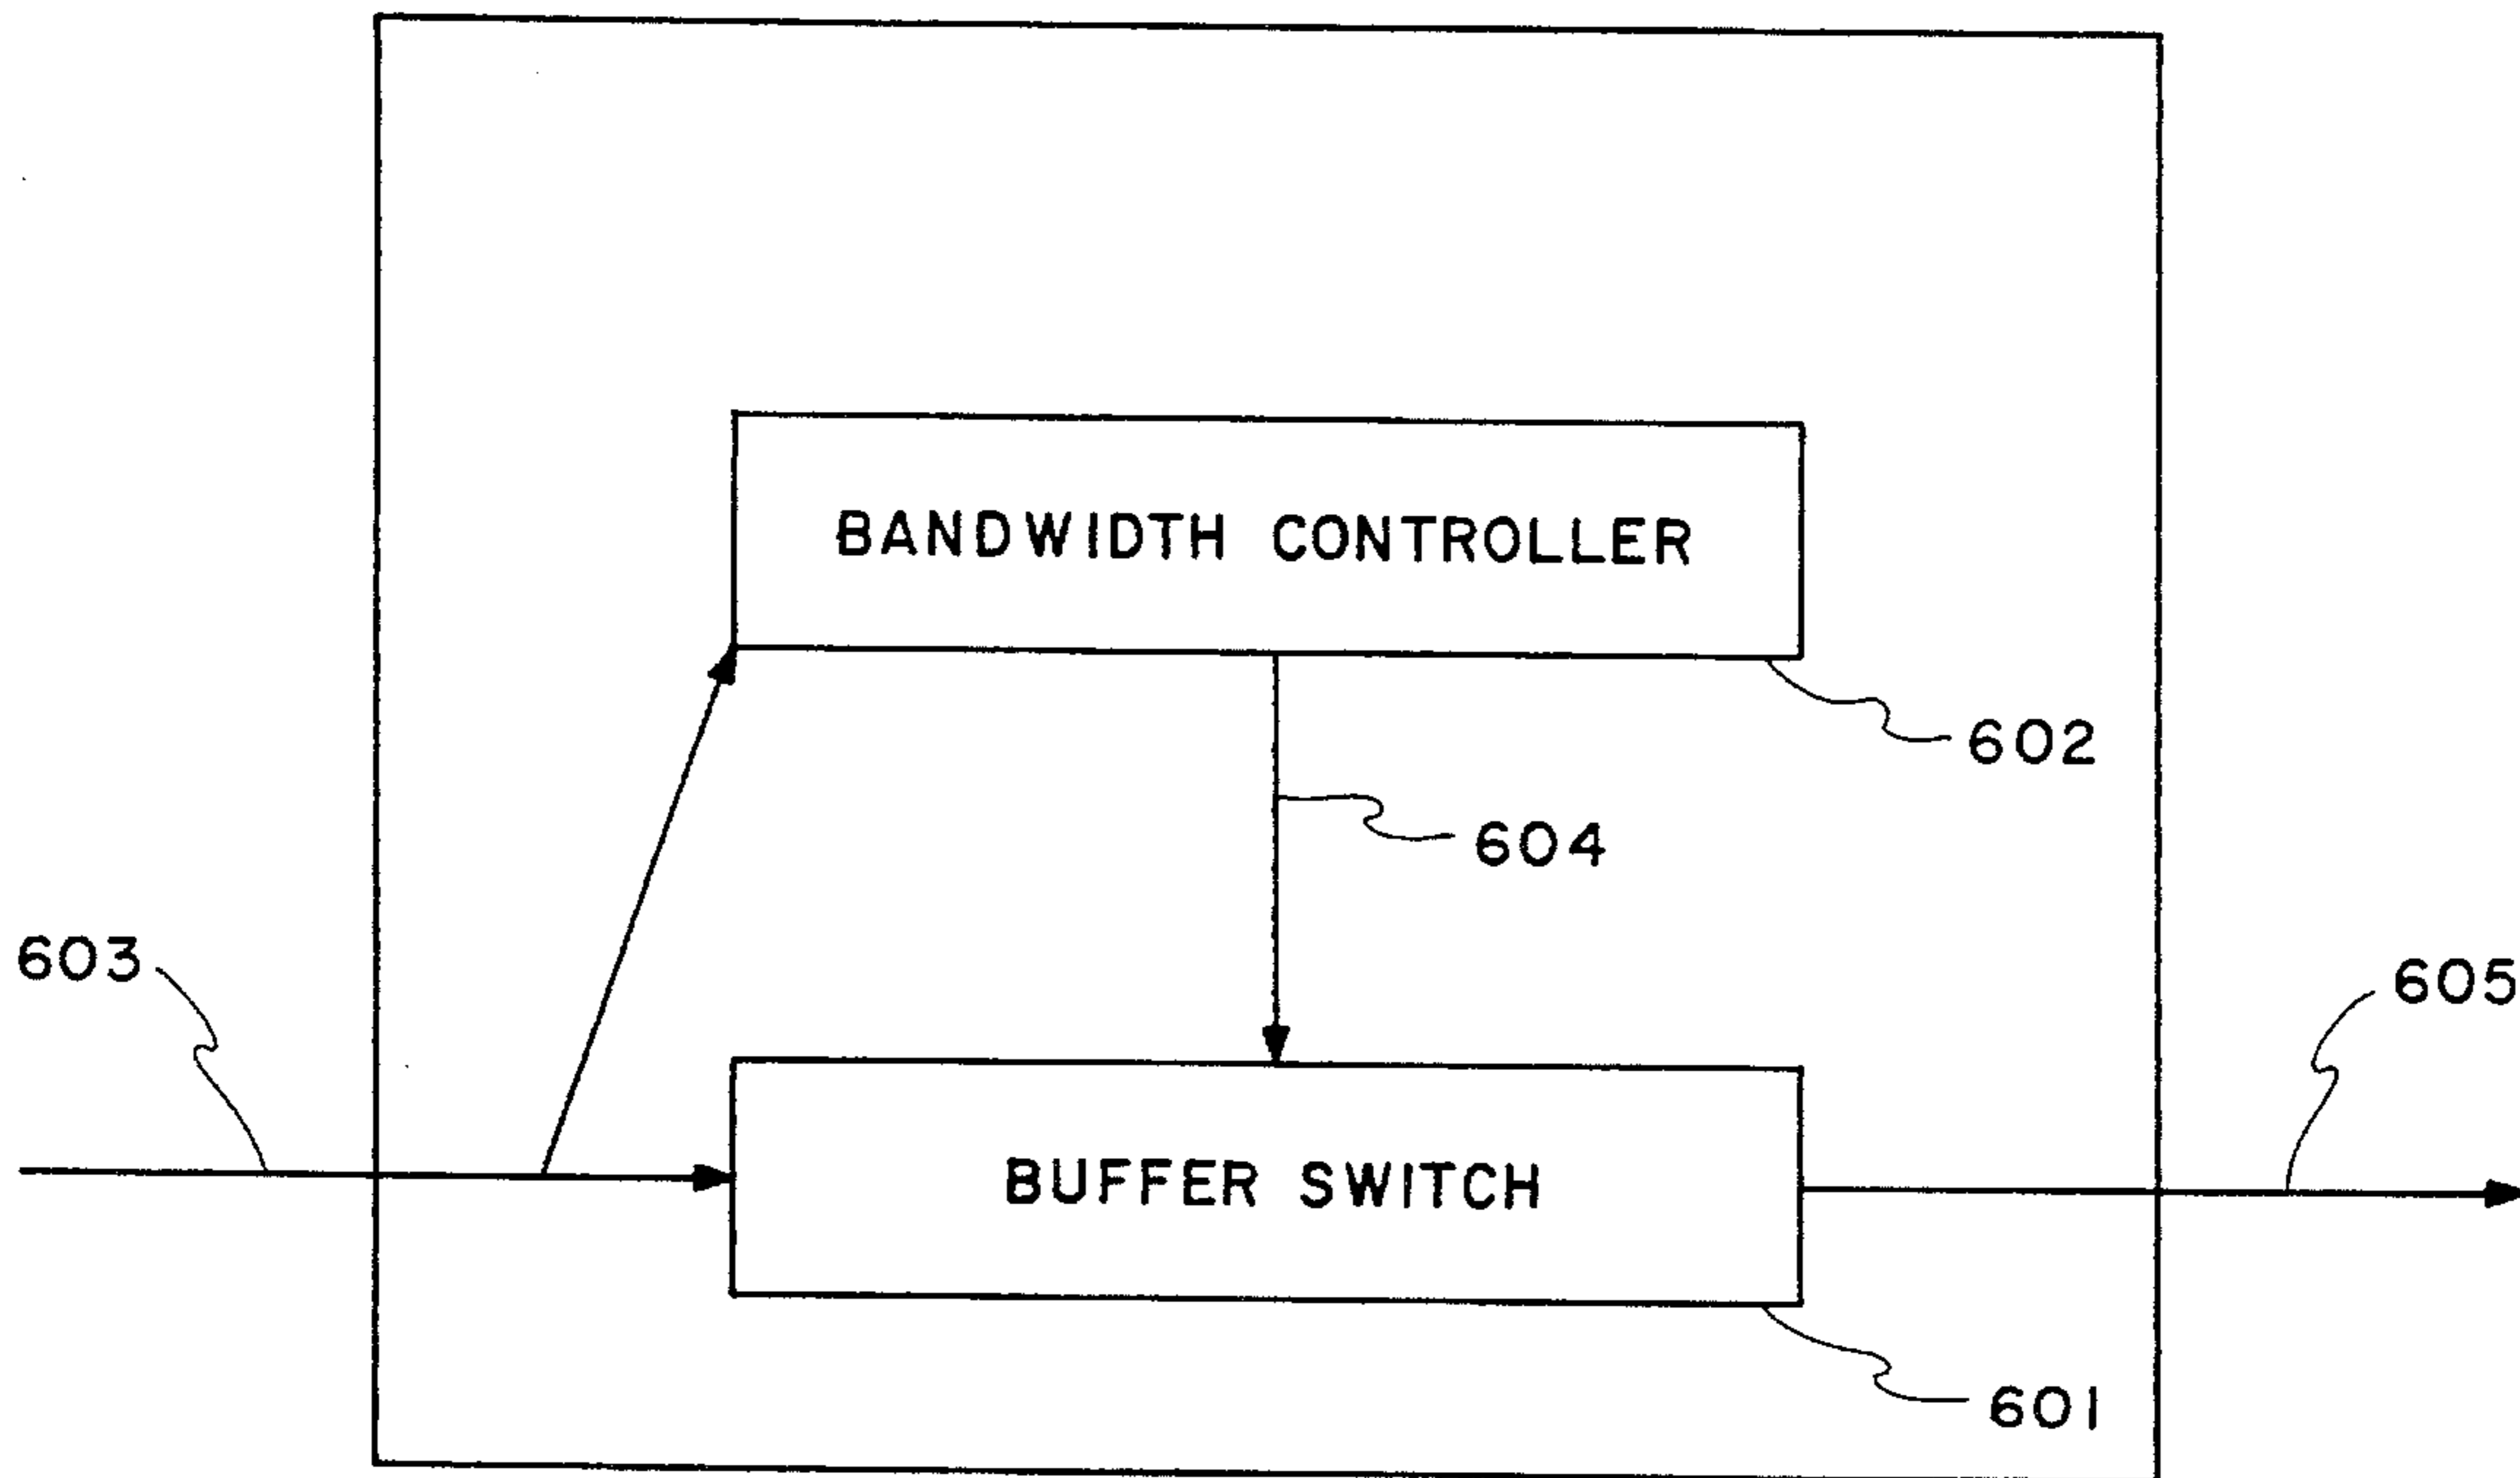 BANDWIDTH CONTROLLER
602
604
603
605
BUFFER SWITCH
601